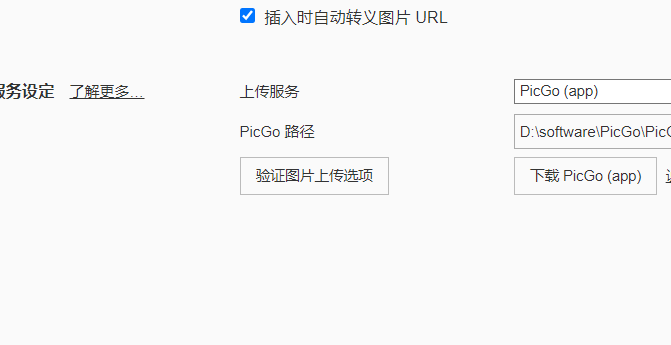 插入时自动转义图片 URL
服务设定 了解更多... 上传服务 PicGo (app)
PicGo 路径 D:\software\PicGo\PicG
验证图片上传选项 下载 PicGo (app)